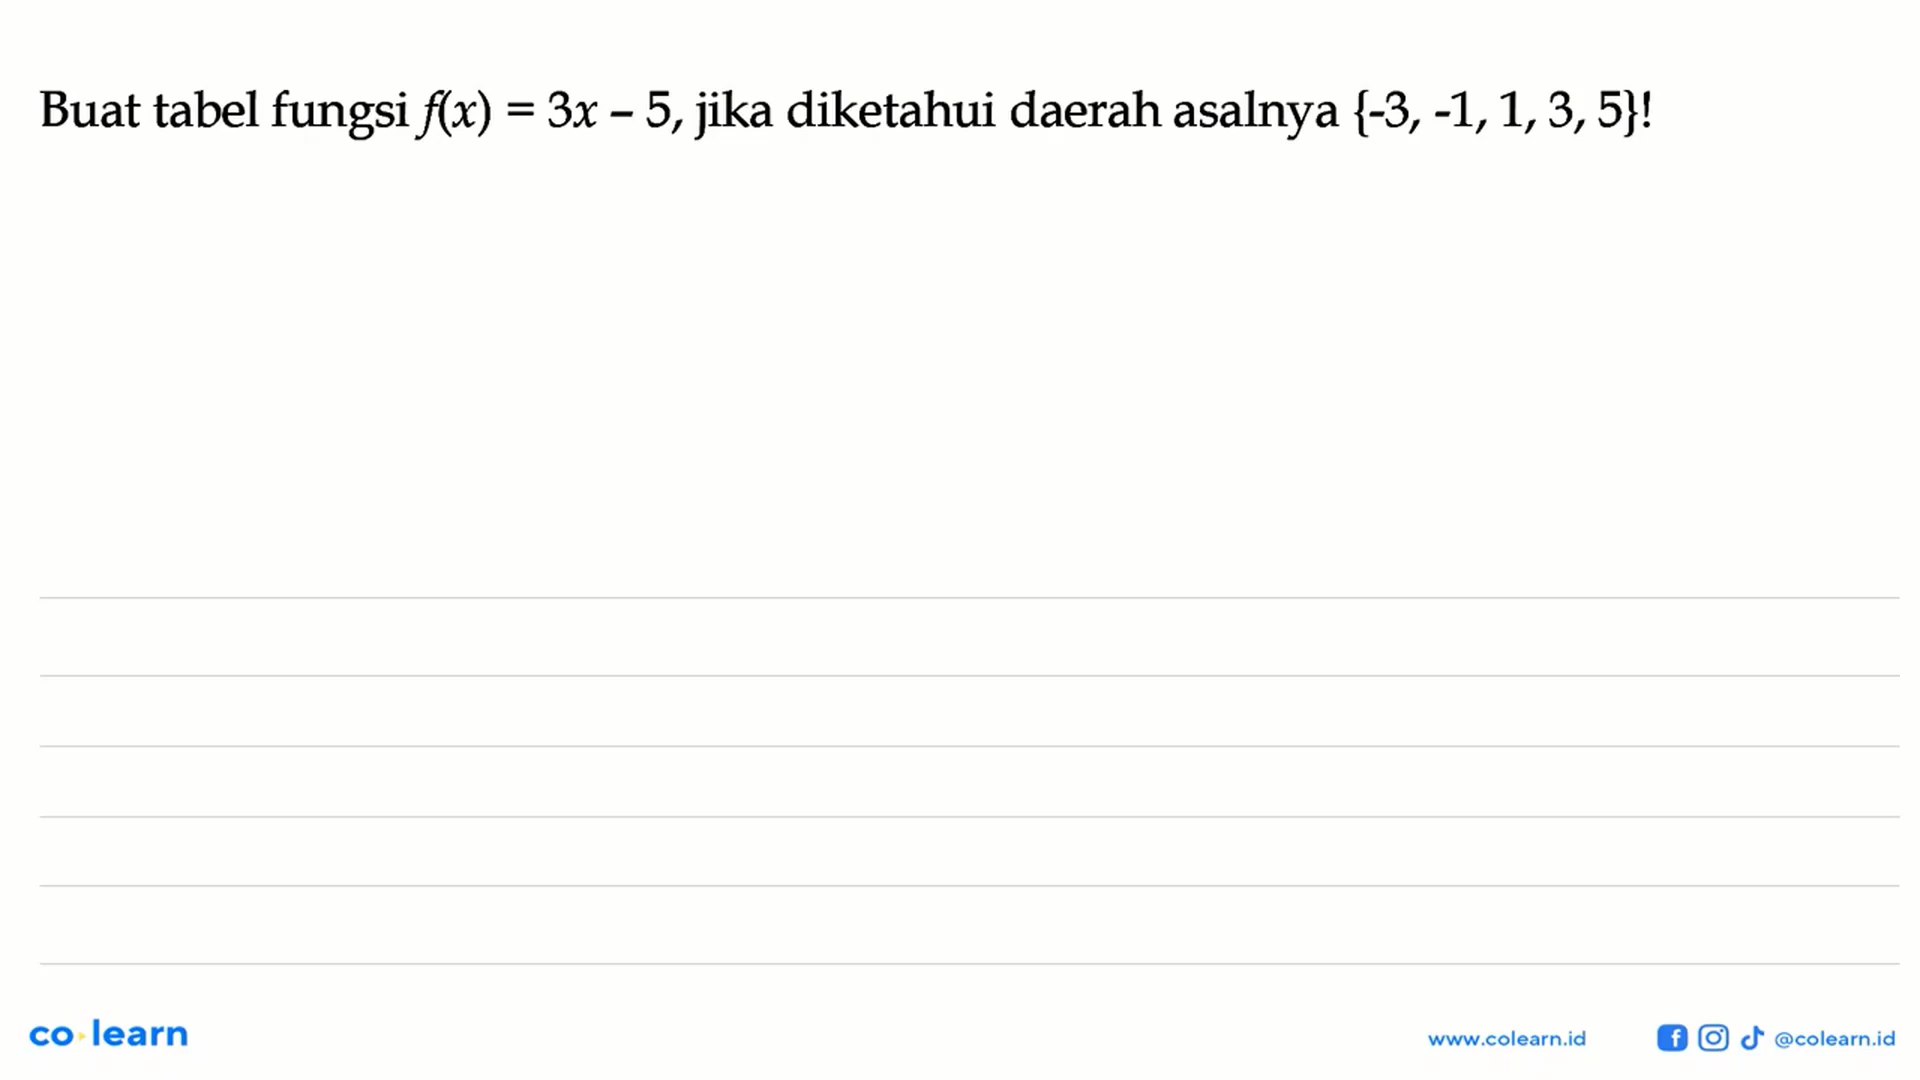 Buat tabel fungsi f(x) = 3x – 5, jika diketahui daerah asalnya {-3, -1, 1, 3, 5}!
co learn
www.colearn.id
@colearn.id